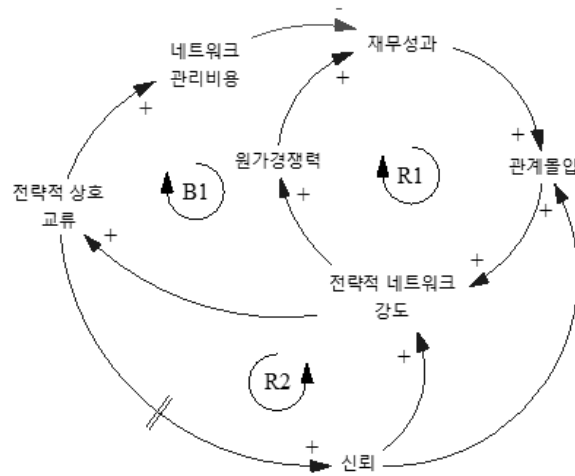 -
네트워크
관리비용
재무성과
+
+
+
원가경쟁력
관계몰입
B1
R1
전략적 상호
교류
+
+
+
+
전략적 네트워크
강도
R2
+
+
신뢰